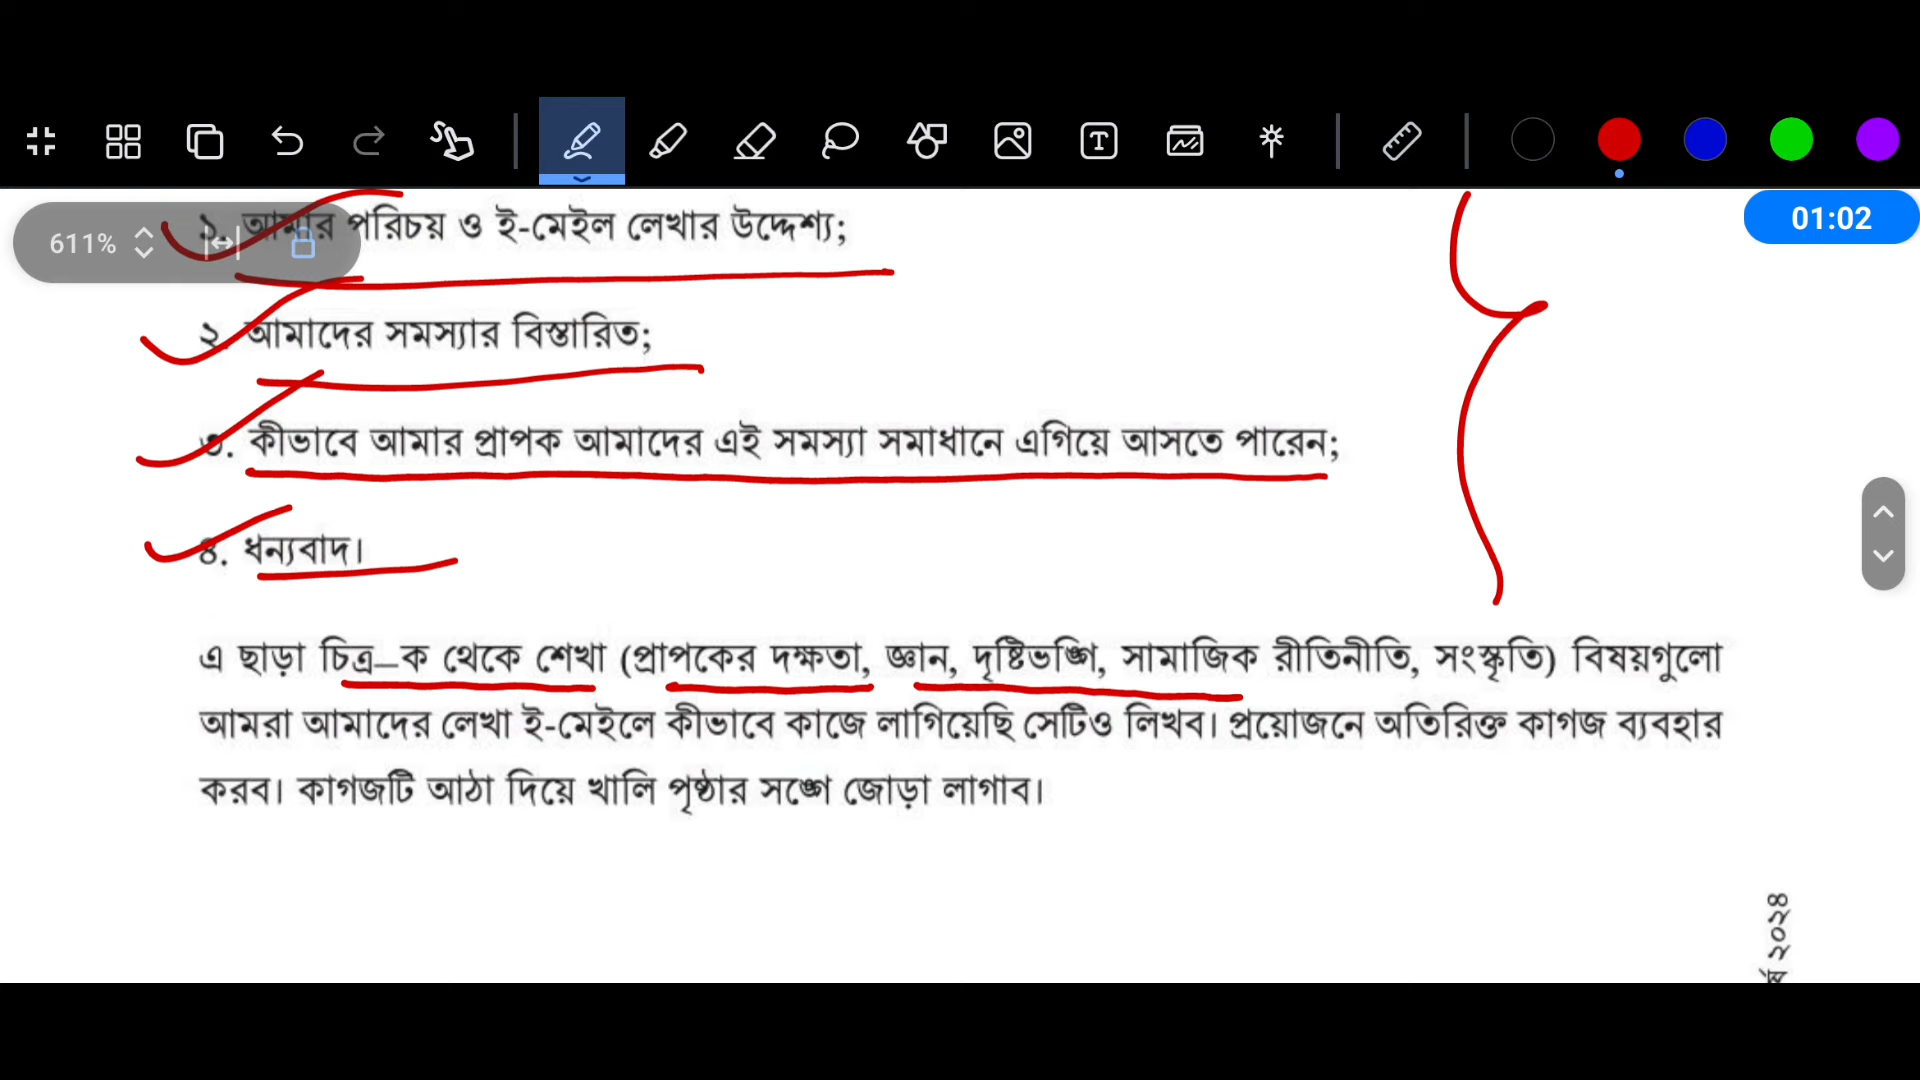 611%
01:02
১. আমার পরিচয় ও ই-মেইল লেখার উদ্দেশ্য;
২. আমাদের সমস্যার বিস্তারিত;
৩. কীভাবে আমার প্রাপক আমাদের এই সমস্যা সমাধানে এগিয়ে আসতে পারেন;
৪. ধন্যবাদ।
এ ছাড়া চিত্র–ক থেকে শেখা (প্রাপকের দক্ষতা, জ্ঞান, দৃষ্টিভঙ্গি, সামাজিক রীতিনীতি, সংস্কৃতি) বিষয়গুলো
আমরা আমাদের লেখা ই-মেইলে কীভাবে কাজে লাগিয়েছি সেটিও লিখব। প্রয়োজনে অতিরিক্ত কাগজ ব্যবহার
করব। কাগজটি আঠা দিয়ে খালি পৃষ্ঠার সঙ্গে জোড়া লাগাব।
২০২৪